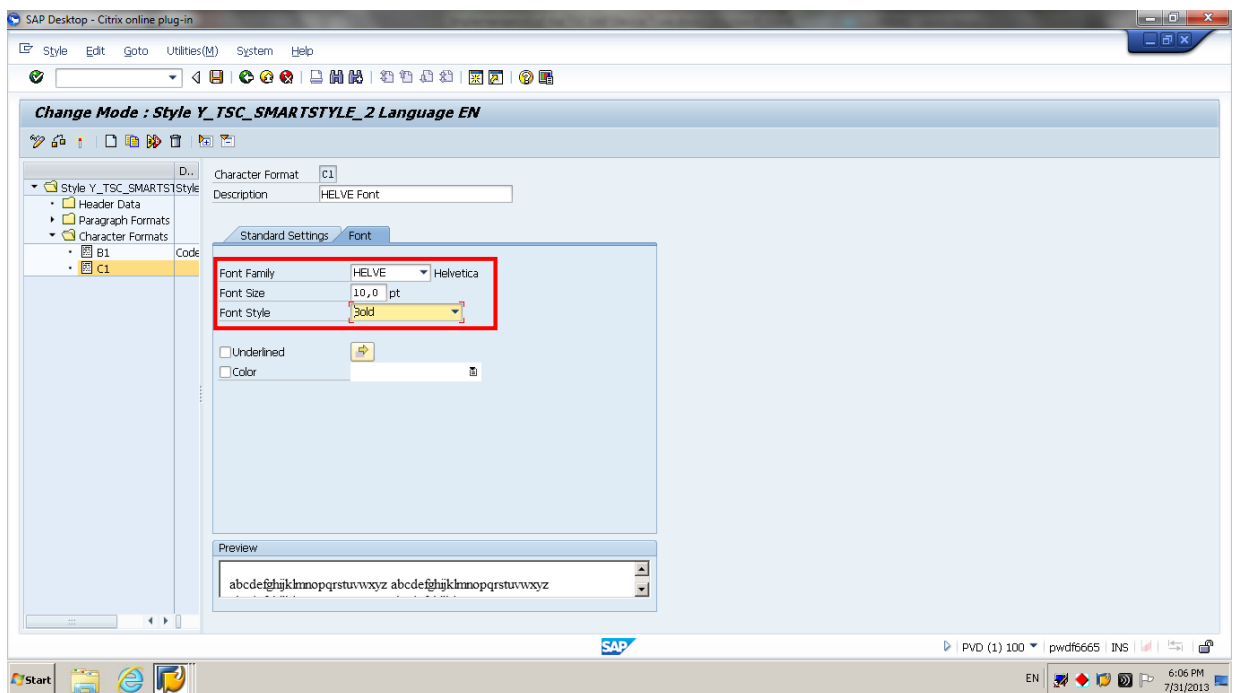 SAP Desktop - Citrix online plug-in
Style Edit Goto Utilities(M) System Help
Change Mode : Style Y_TSC_SMARTSTYLE_2 Language EN
D..
Style Y_TSC_SMARTST Style
Header Data
Paragraph Formats
Character Formats
B1 Code
C1
Character Format C1
Description HELVE Font
Standard Settings Font
Font Family HELVE Helvetica
Font Size 10,0 pt
Font Style Bold
Underlined
Color
Preview
abcdefghijklmnopqrstuvwxyz abcdefghijklmnopqrstuvwxyz
SAP
PVD (1) 100 pwdf6665 INS
Start
EN
6:06 PM
7/31/2013